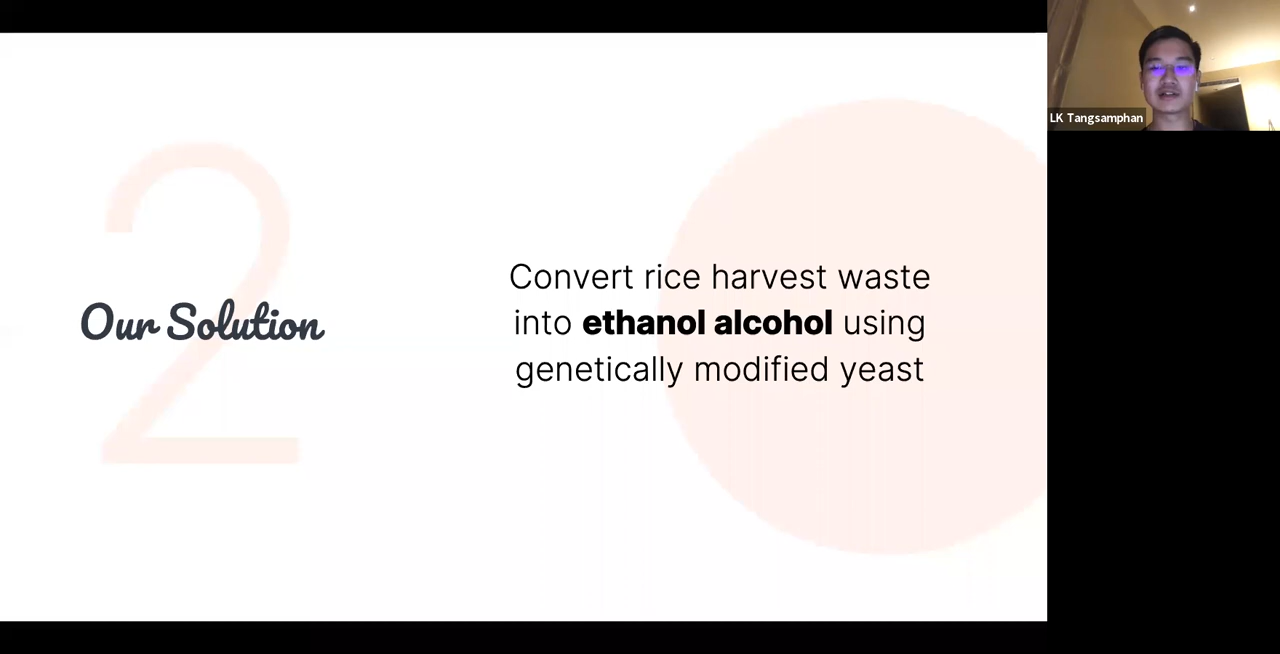 2
Our Solution
Convert rice harvest waste
into ethanol alcohol using
genetically modified yeast
LK Tangsamphan